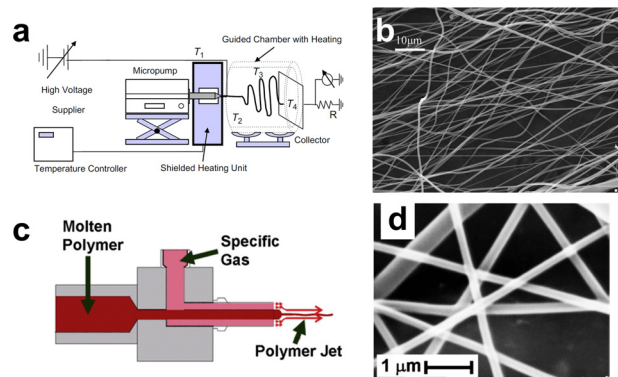 a
T1
Guided Chamber with Heating
High Voltage
Supplier
Micropump
T3
T2
T4
R
Collector
Temperature Controller
Shielded Heating Unit
b
10μm
c
Molten
Polymer
Specific
Gas
Polymer Jet
d
1 μm